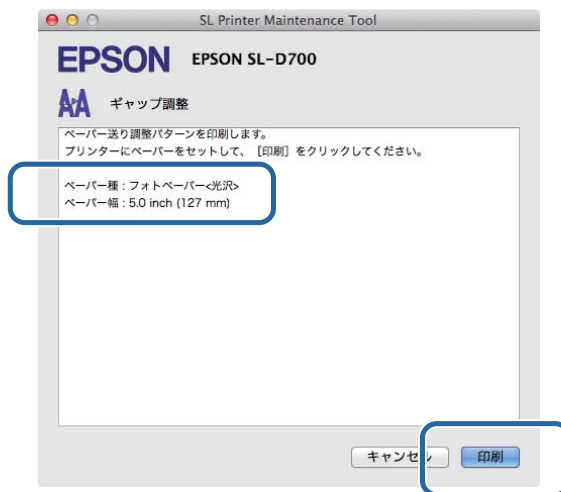 SL Printer Maintenance Tool
EPSON EPSON SL-D700
ギャップ調整
ペーパー送り調整パターンを印刷します。
プリンターにペーパーをセットして、［印刷］をクリックしてください。
ペーパー種 : フォトペーパー<光沢>
ペーパー幅 : 5.0 inch (127 mm)
キャンセル 印刷